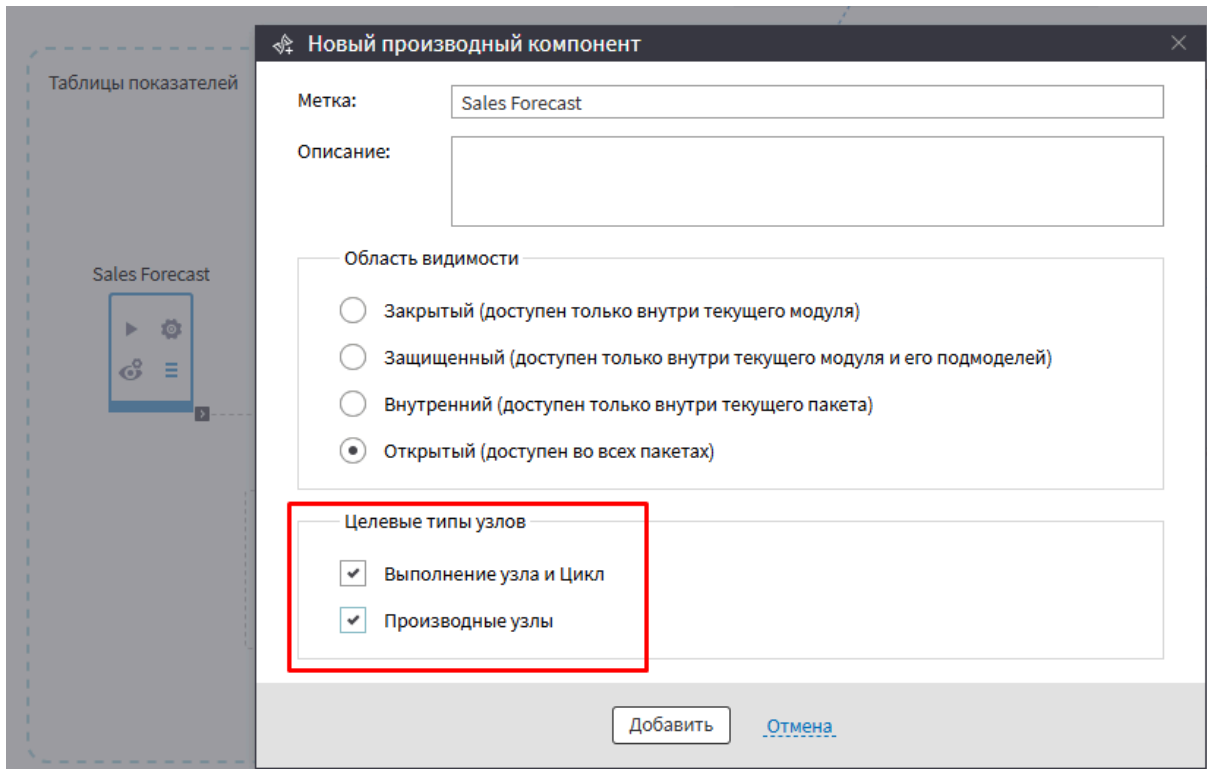 Новый производный компонент
Таблицы показателей
Метка:
Sales Forecast
Описание:
Область видимости
Sales Forecast
Закрытый (доступен только внутри текущего модуля)
Защищенный (доступен только внутри текущего модуля и его подмоделей)
Внутренний (доступен только внутри текущего пакета)
Открытый (доступен во всех пакетах)
Целевые типы узлов
Выполнение узла и Цикл
Производные узлы
Добавить
Отмена